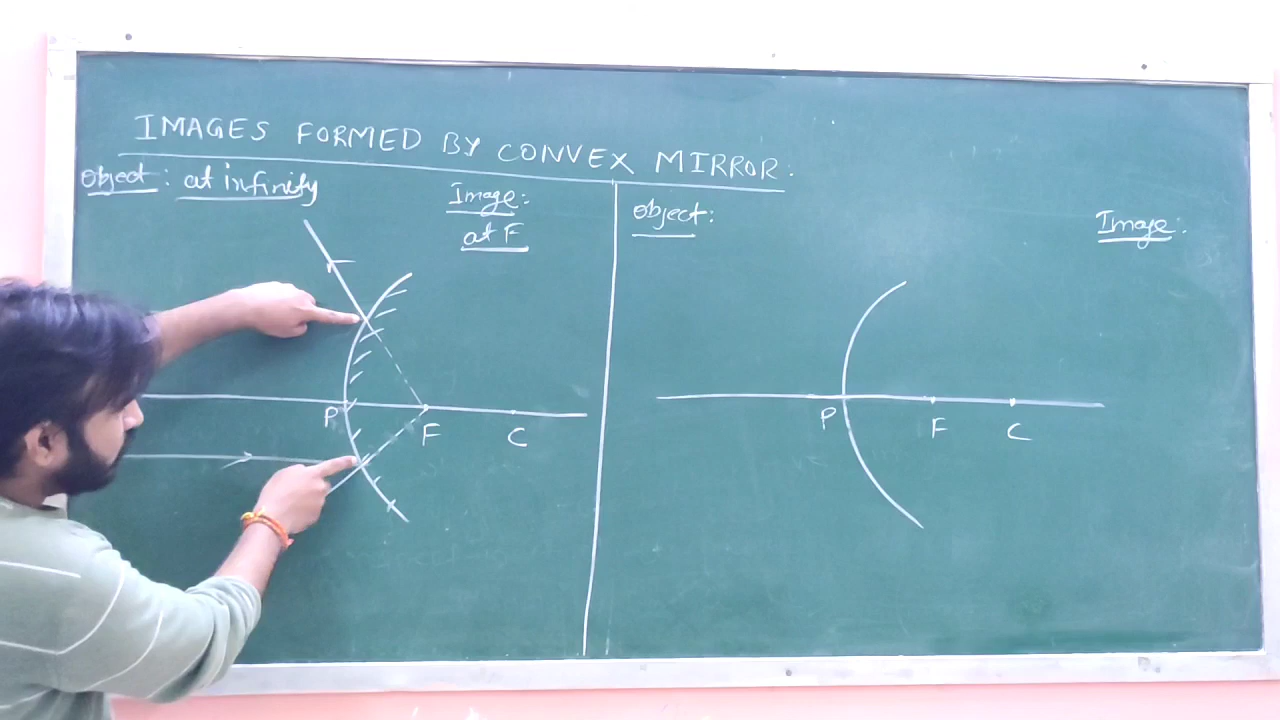 IMAGES FORMED BY CONVEX MIRROR:
Object: at infinity
Image:
at F
P
F
C
Object:
Image:
P
F
C